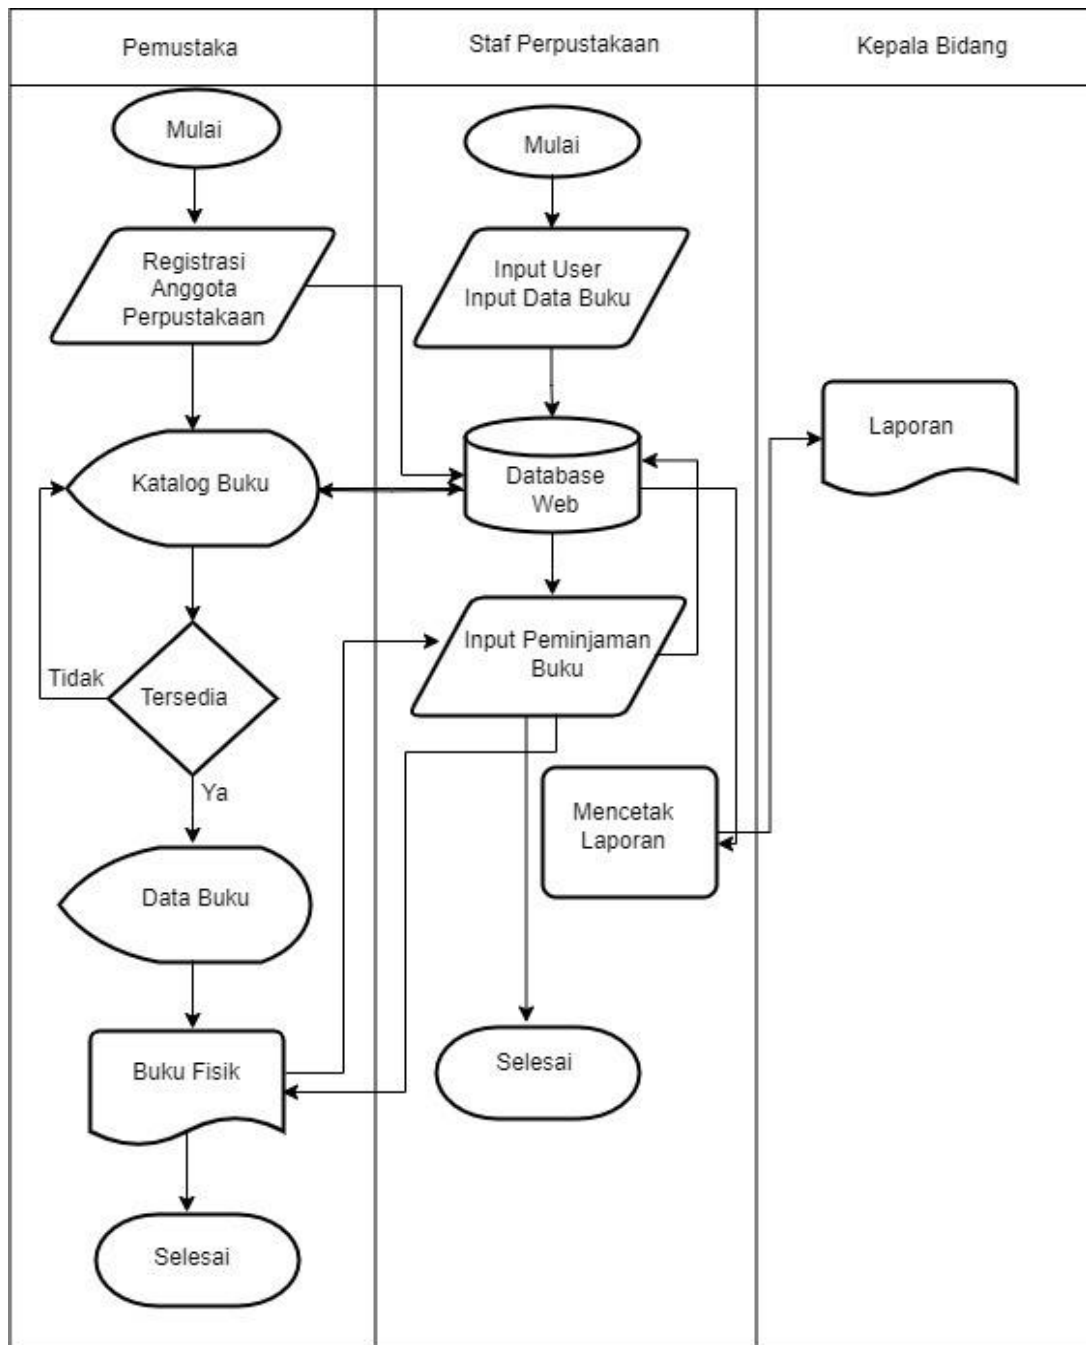 Pemustaka
Staf Perpustakaan
Kepala Bidang
Mulai
Registrasi
Anggota
Perpustakaan
Katalog Buku
Tidak
Tersedia
Ya
Data Buku
Buku Fisik
Selesai
Mulai
Input User
Input Data Buku
Database
Web
Input Peminjaman
Buku
Mencetak
Laporan
Selesai
Laporan